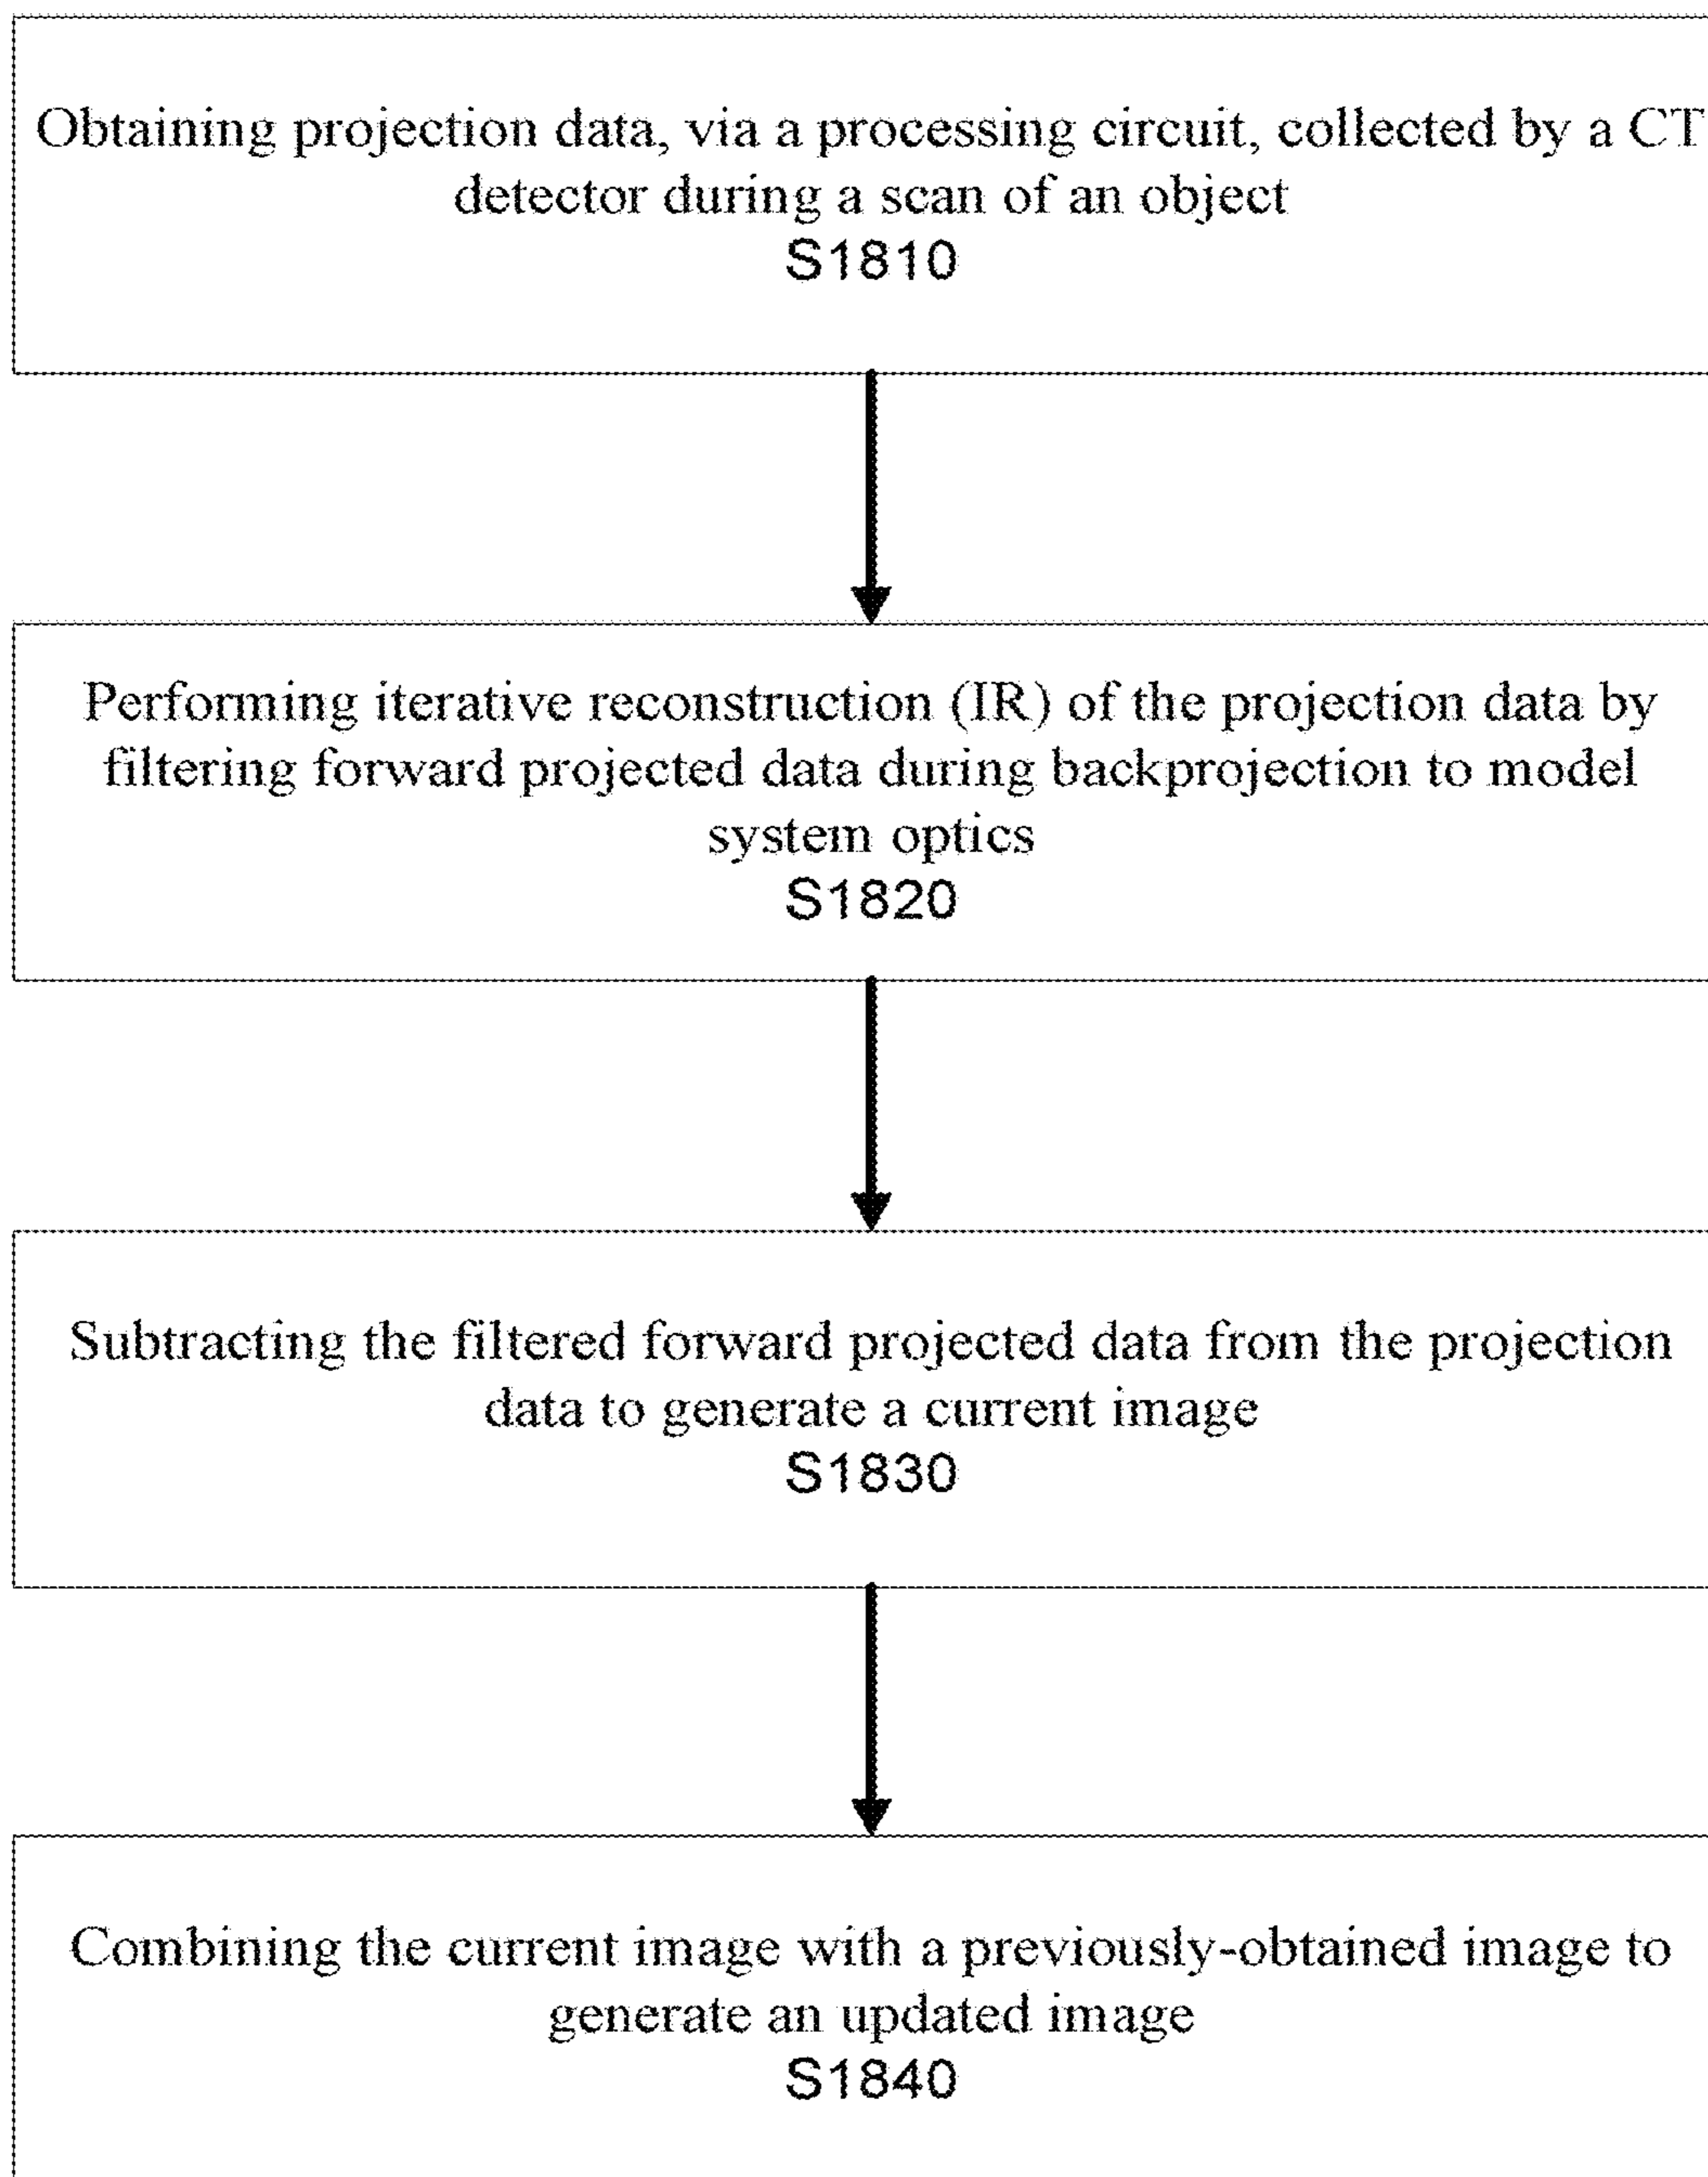 Obtaining projection data, via a processing circuit, collected by a CT
detector during a scan of an object
S1810
Performing iterative reconstruction (IR) of the projection data by
filtering forward projected data during backprojection to model
system optics
S1820
Subtracting the filtered forward projected data from the projection
data to generate a current image
S1830
Combining the current image with a previously-obtained image to
generate an updated image
S1840